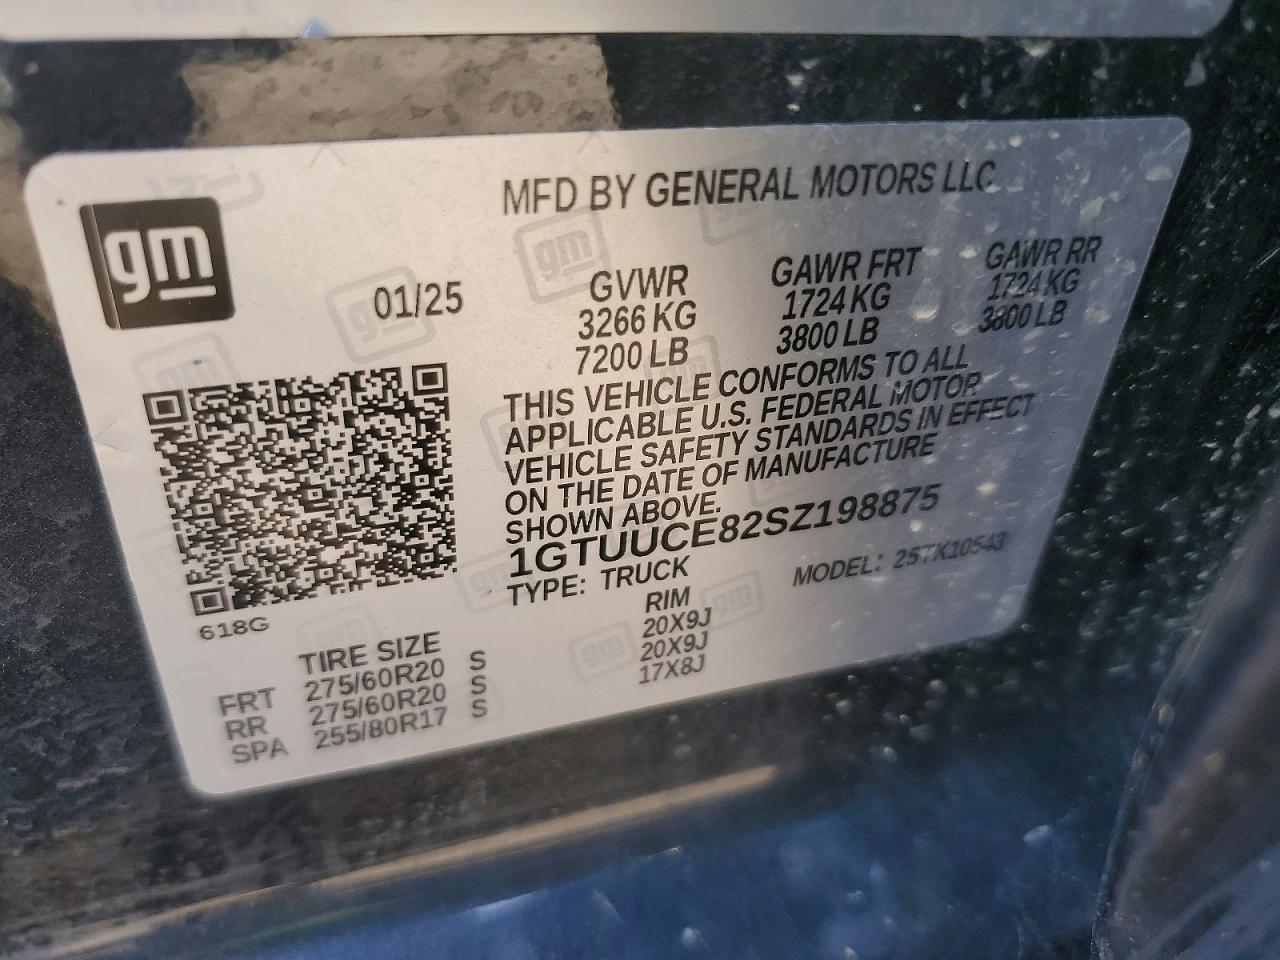 gm
MFD BY GENERAL MOTORS LLC
01/25
GVWR GAWR FRT GAWR RR
3266 KG 1724 KG 1724 KG
7200 LB 3800 LB 3800 LB
THIS VEHICLE CONFORMS TO ALL
APPLICABLE U.S. FEDERAL MOTOR
VEHICLE SAFETY STANDARDS IN EFFECT
ON THE DATE OF MANUFACTURE
SHOWN ABOVE.
1GTUUCE82SZ198875
TYPE: TRUCK MODEL: 25TK10543
618G
TIRE SIZE RIM
FRT 275/60R20 S 20X9J
RR 275/60R20 S 20X9J
SPA 255/80R17 S 17X8J